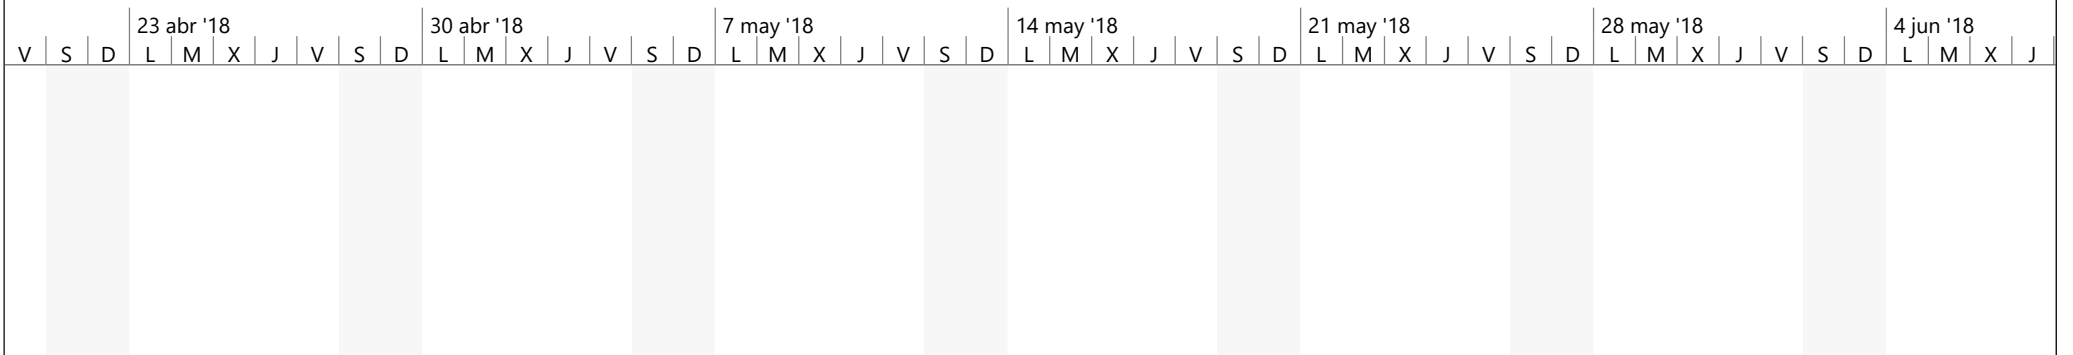 23 abr '18 30 abr '18 7 may '18 14 may '18 21 may '18 28 may '18 4 jun '18
V S D L M X J V S D L M X J V S D L M X J V S D L M X J V S D L M X J V S D L M X J V S D L M X J